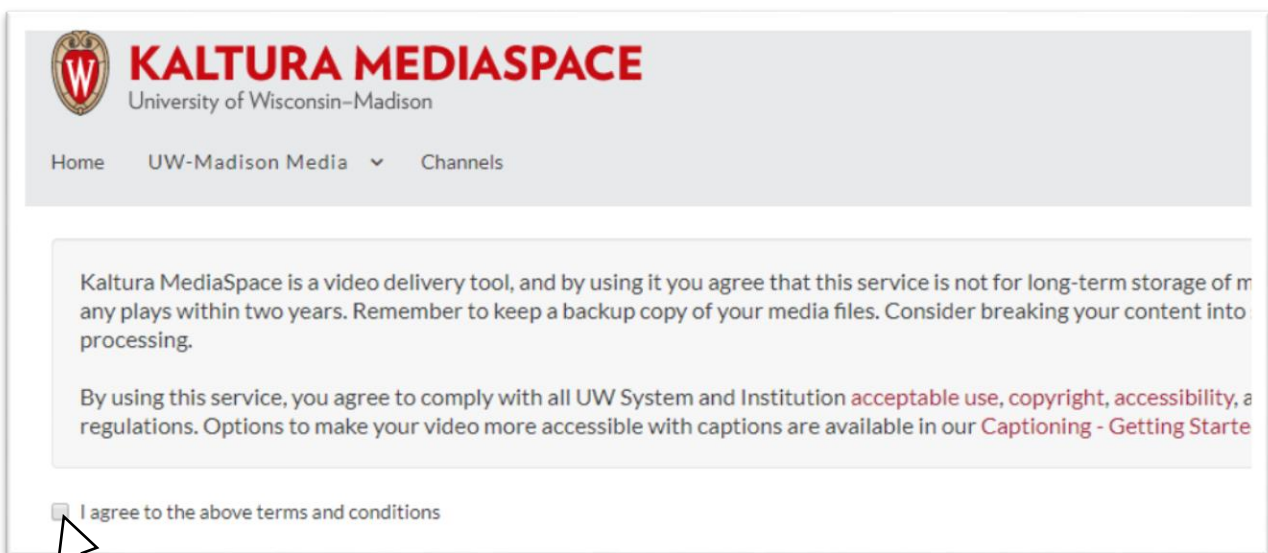 W
KALTURA MEDIASPACE
University of Wisconsin–Madison
Home UW-Madison Media Channels
Kaltura MediaSpace is a video delivery tool, and by using it you agree that this service is not for long-term storage of m
any plays within two years. Remember to keep a backup copy of your media files. Consider breaking your content into
processing.
By using this service, you agree to comply with all UW System and Institution acceptable use, copyright, accessibility, a
regulations. Options to make your video more accessible with captions are available in our Captioning - Getting Starte
I agree to the above terms and conditions